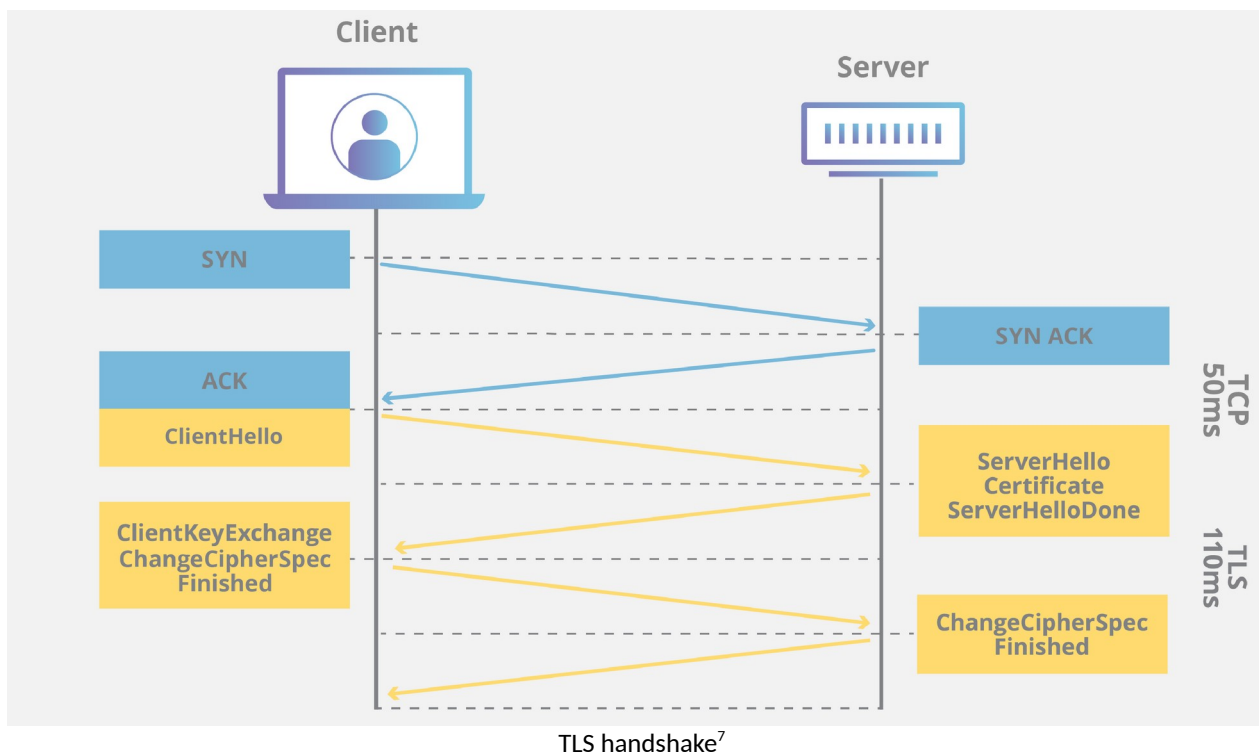 Client
Server
SYN
SYN ACK
ACK
TCP
50ms
ClientHello
ServerHello
Certificate
ServerHelloDone
ClientKeyExchange
ChangeCipherSpec
Finished
TLS
110ms
ChangeCipherSpec
Finished
TLS handshake⁷